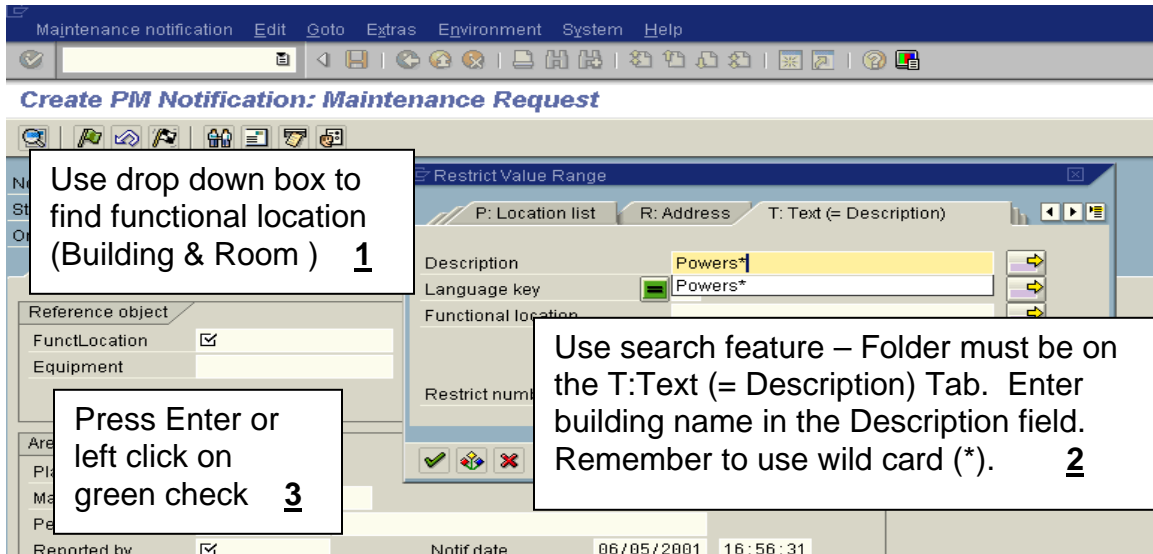 Maintenance notification Edit Goto Extras Environment System Help
Create PM Notification: Maintenance Request
Use drop down box to
find functional location
(Building & Room ) 1
Restrict Value Range
P: Location list R: Address T: Text (= Description)
Description Powers*
Language key Powers*
Functional location
Reference object
FunctLocation
Equipment
Use search feature – Folder must be on
the T:Text (= Description) Tab. Enter
building name in the Description field.
Remember to use wild card (*). 2
Press Enter or
left click on
green check 3
Restrict
Reported by Notif date 06/05/2001 16:56:31